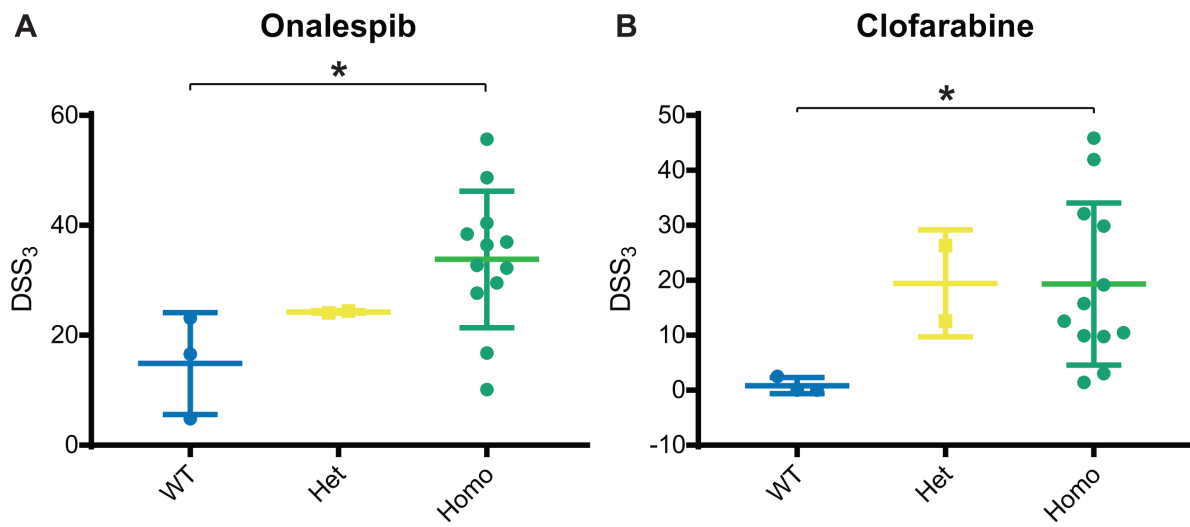 A
Onalespib
*
60
40
20
0
DSS3
WT
Het
Homo
B
Clofarabine
*
50
40
30
20
10
0
-10
DSS3
WT
Het
Homo